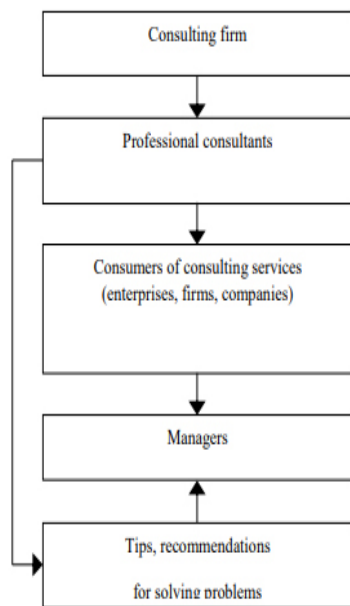 Consulting firm
Professional consultants
Consumers of consulting services
(enterprises, firms, companies)
Managers
Tips, recommendations
for solving problems